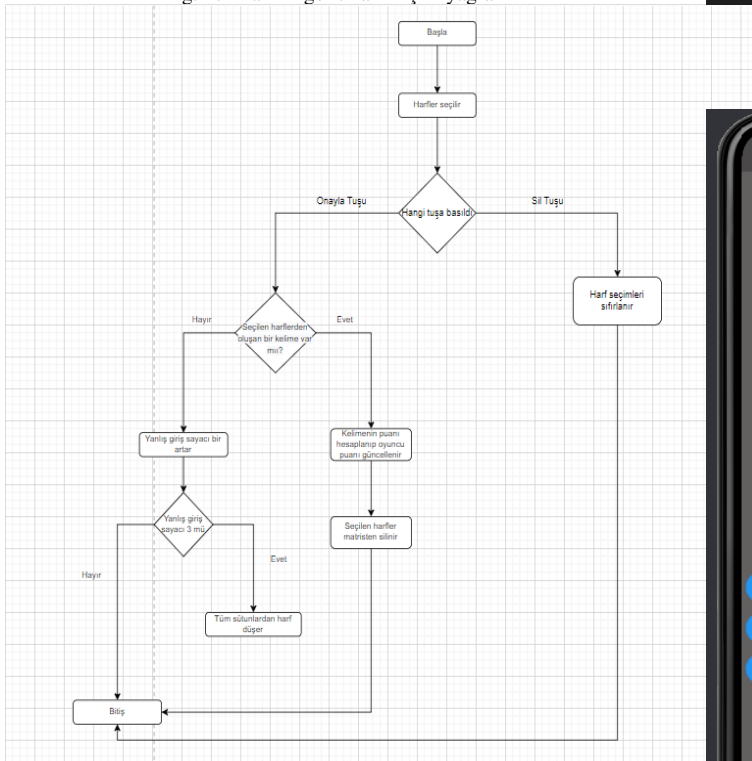 Başla
Harfler seçilir
Hangi tuşa basıldı
Onayla Tuşu
Sil Tuşu
Harf seçimleri
sıfırlanır
Seçilen harflerden
oluşan bir kelime var
mıı?
Hayır
Evet
Yanlış giriş sayacı bir
artar
Kelimenin puanı
hesaplanıp oyuncu
puanı güncellenir
Yanlış giriş
sayacı 3 mü
Seçilen harfler
matristen silinir
Hayır
Evet
Tüm sütunlardan harf
düşer
Bitiş